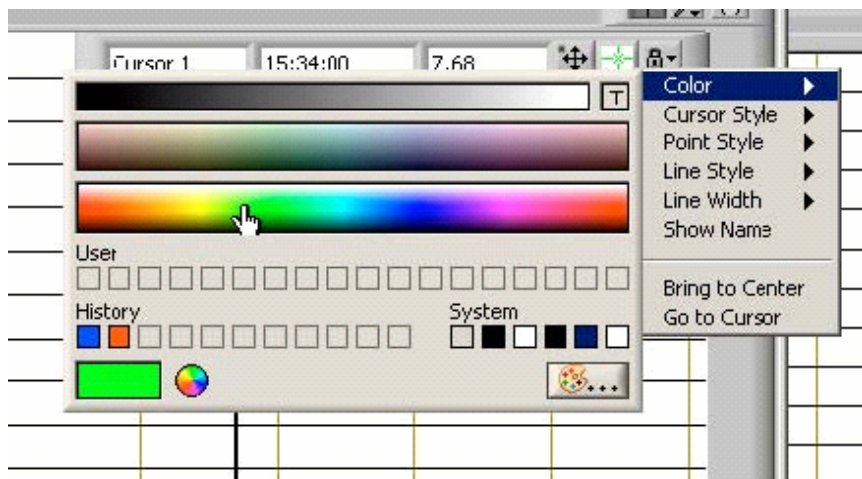 Cursor 1 15:34:00 7.68
Color
T
Cursor Style
Point Style
Line Style
Line Width
Show Name
User
Bring to Center
History System
Go to Cursor
...